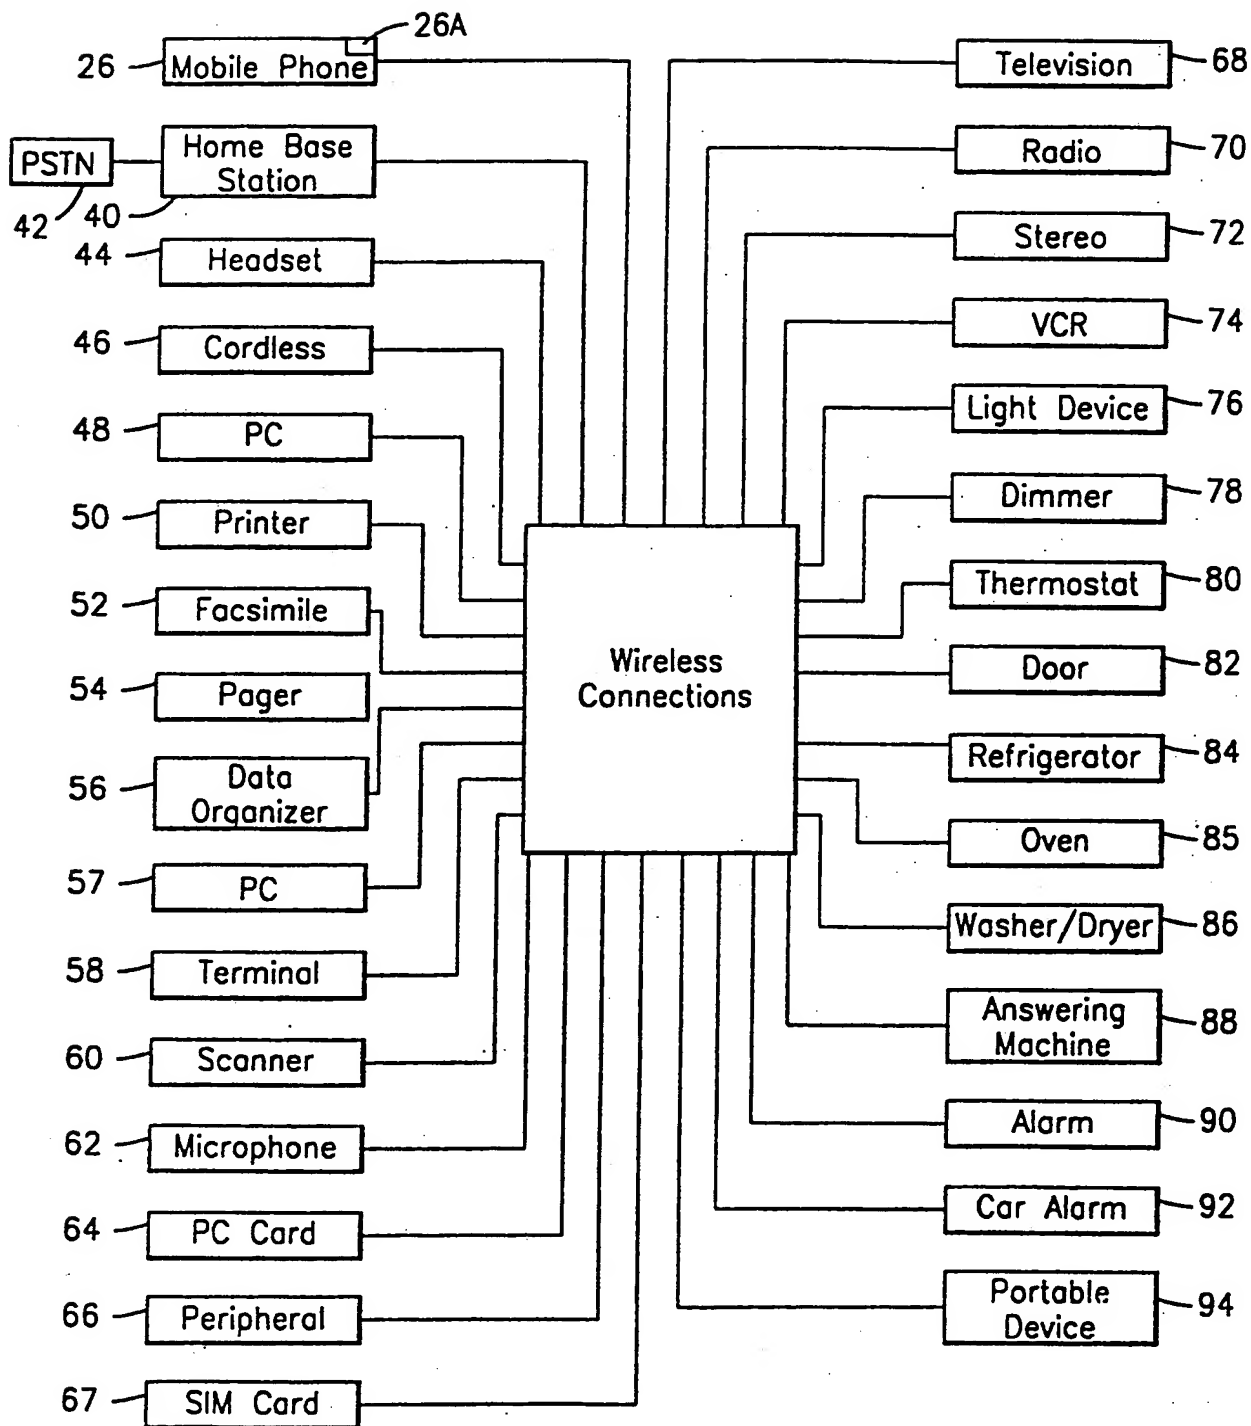 26A
26
Mobile Phone
PSTN
42
Home Base
Station
40
44
Headset
46
Cordless
48
PC
50
Printer
52
Facsimile
54
Pager
56
Data
Organizer
57
PC
58
Terminal
60
Scanner
62
Microphone
64
PC Card
66
Peripheral
67
SIM Card
Wireless
Connections
Television
68
Radio
70
Stereo
72
VCR
74
Light Device
76
Dimmer
78
Thermostat
80
Door
82
Refrigerator
84
Oven
85
Washer/Dryer
86
Answering
Machine
88
Alarm
90
Car Alarm
92
Portable
Device
94